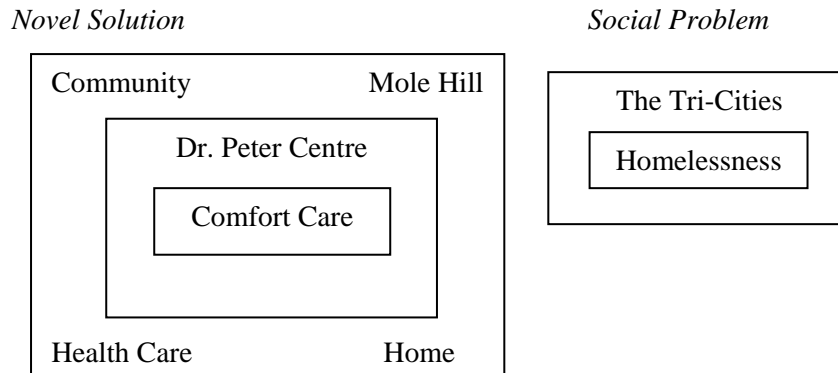 Novel Solution
Social Problem
Community
Mole Hill
The Tri-Cities
Dr. Peter Centre
Homelessness
Comfort Care
Health Care
Home